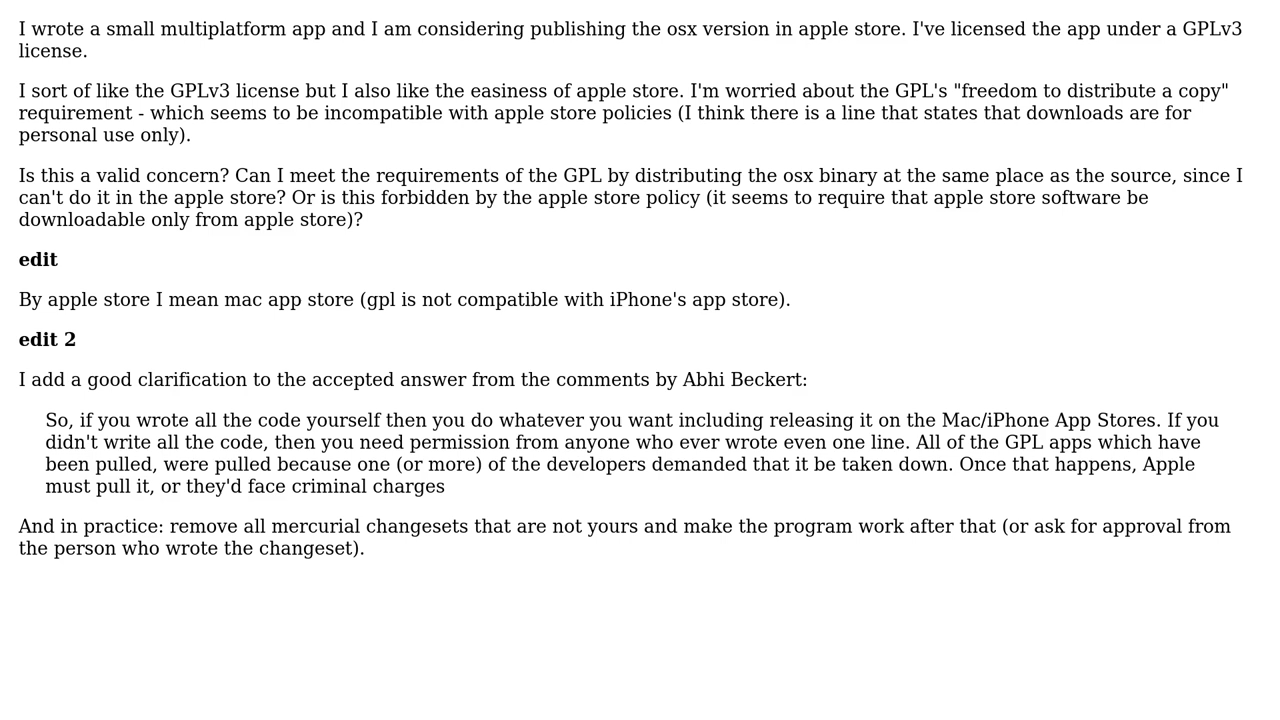 I wrote a small multiplatform app and I am considering publishing the osx version in apple store. I've licensed the app under a GPLv3
license.
I sort of like the GPLv3 license but I also like the easiness of apple store. I'm worried about the GPL's "freedom to distribute a copy"
requirement - which seems to be incompatible with apple store policies (I think there is a line that states that downloads are for
personal use only).
Is this a valid concern? Can I meet the requirements of the GPL by distributing the osx binary at the same place as the source, since I
can't do it in the apple store? Or is this forbidden by the apple store policy (it seems to require that apple store software be
downloadable only from apple store)?
edit
By apple store I mean mac app store (gpl is not compatible with iPhone's app store).
edit 2
I add a good clarification to the accepted answer from the comments by Abhi Beckert:
So, if you wrote all the code yourself then you do whatever you want including releasing it on the Mac/iPhone App Stores. If you
didn't write all the code, then you need permission from anyone who ever wrote even one line. All of the GPL apps which have
been pulled, were pulled because one (or more) of the developers demanded that it be taken down. Once that happens, Apple
must pull it, or they'd face criminal charges
And in practice: remove all mercurial changesets that are not yours and make the program work after that (or ask for approval from
the person who wrote the changeset).